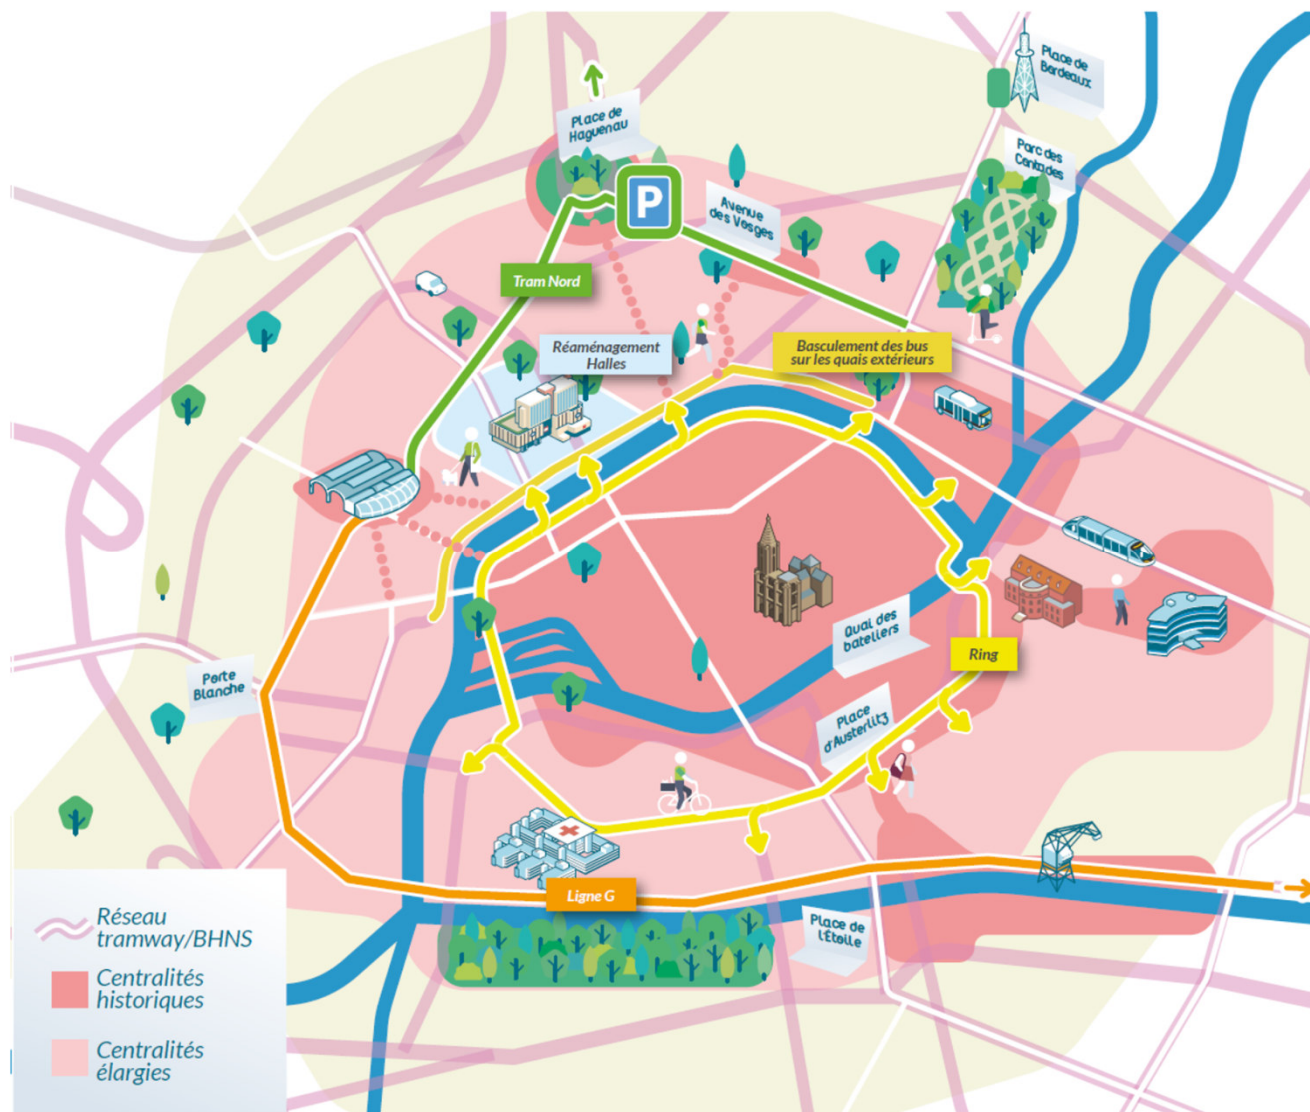 Place de
Bordeaux
Place de
Haguenau
Parc des
Contades
P
Avenue
des Vosges
Tram Nord
Réaménagement
Halles
Basculement des bus
sur les quais extérieurs
Quai des
bateliers
Ring
Porte
Blanche
Place
d'Austerlitz
Ligne G
Place de
l'Étoile
Réseau
tramway/BHNS
Centralités
historiques
Centralités
élargies